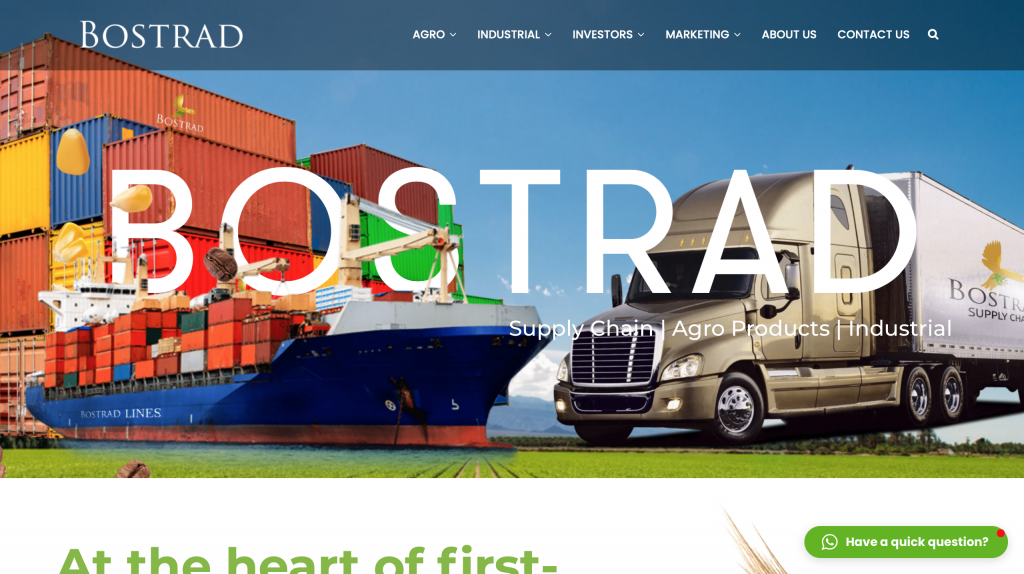 BOSTRAD
AGRO
INDUSTRIAL
INVESTORS
MARKETING
ABOUT US
CONTACT US
BOSTRAD
BOSTRAD
BOSTRAD
SUPPLY CHA
Supply Chain | Agro Products | Industrial
BOSTRAD LINES
At the heart of first-
Have a quick question?